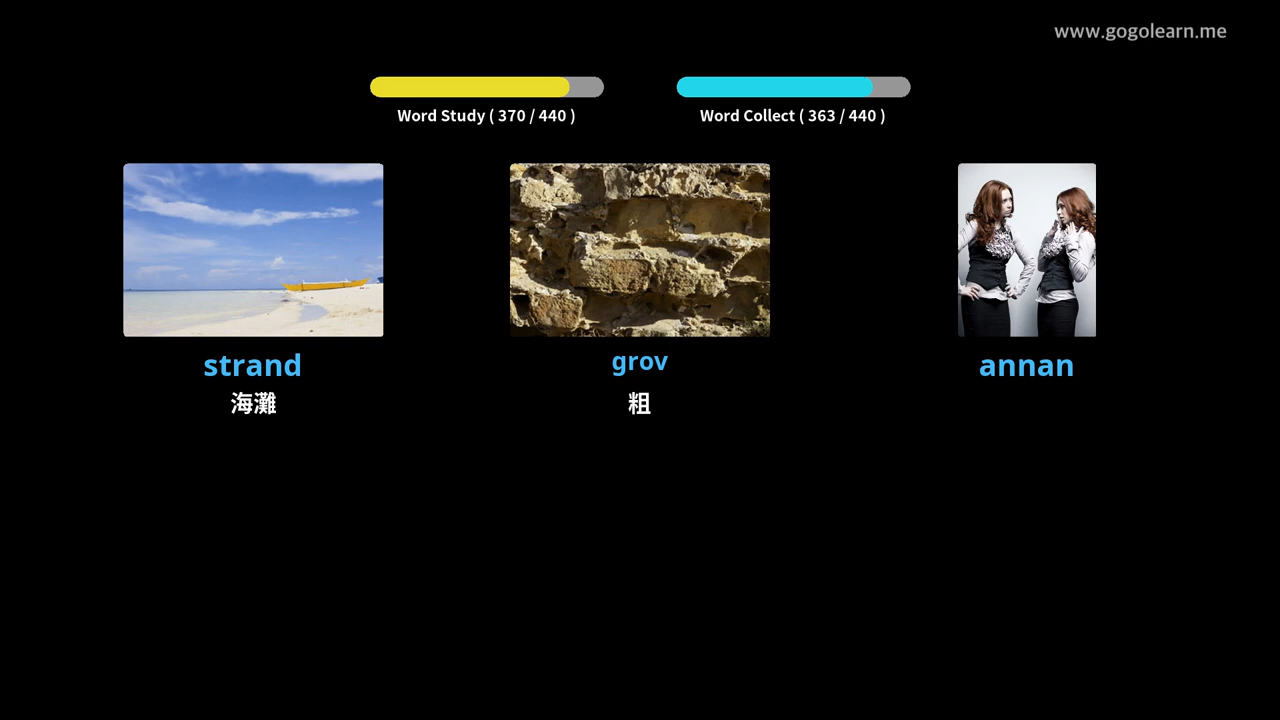 www.gogolearn.me
Word Study ( 370 / 440 )
Word Collect ( 363 / 440 )
strand
grov
annan
海灘
粗